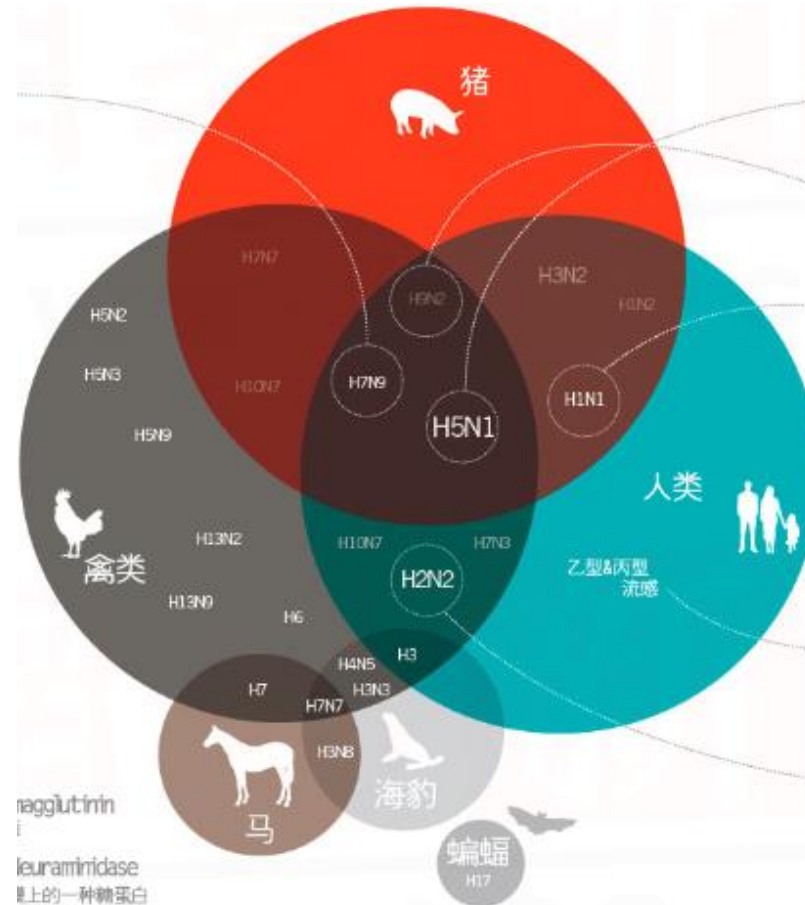 猪
H7N7
H9N2
H3N2
H1N2
H5N2
H5N3
H10N7
H7N9
H1N1
H5N9
H5N1
人类
禽类
H13N2
H10N7
H7N3
H2N2
乙型&丙型
流感
H13N9
H6
H3
H4N5
H7
H3N3
H7N7
H3N8
马
海豹
蝙蝠
H17
magglutinin
leuraminidase
上的一种糖蛋白